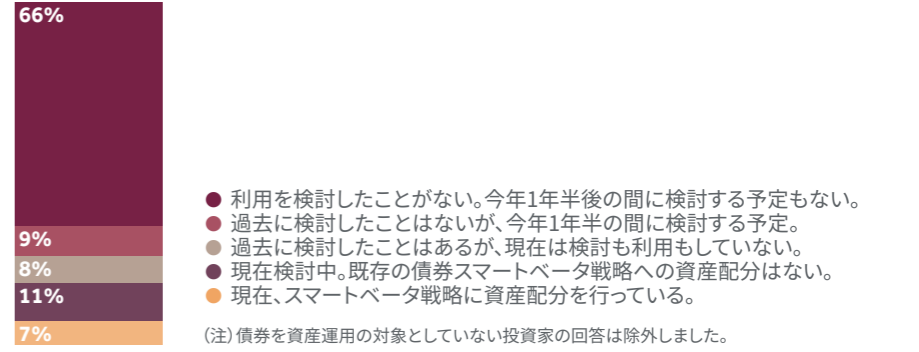 66%
9%
8%
11%
7%
● 利用を検討したことがない。今年1年半後の間に検討する予定もない。
● 過去に検討したことはないが、今年1年半の間に検討する予定。
● 過去に検討したことはあるが、現在は検討も利用もしていない。
● 現在検討中。既存の債券スマートベータ戦略への資産配分はない。
● 現在、スマートベータ戦略に資産配分を行っている。
（注）債券を資産運用の対象としていない投資家の回答は除外しました。